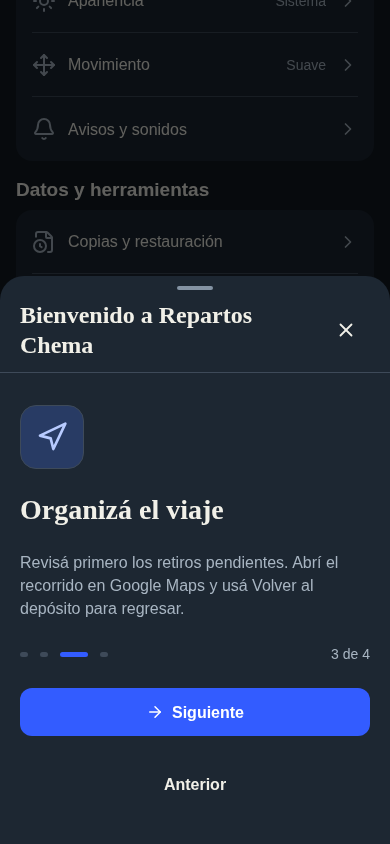 Apariencia
Sistema
Movimiento
Suave
Avisos y sonidos
Datos y herramientas
Copias y restauración
Bienvenido a Repartos
Chema
Organizá el viaje
Revisá primero los retiros pendientes. Abrí el
recorrido en Google Maps y usá Volver al
depósito para regresar.
3 de 4
Siguiente
Anterior